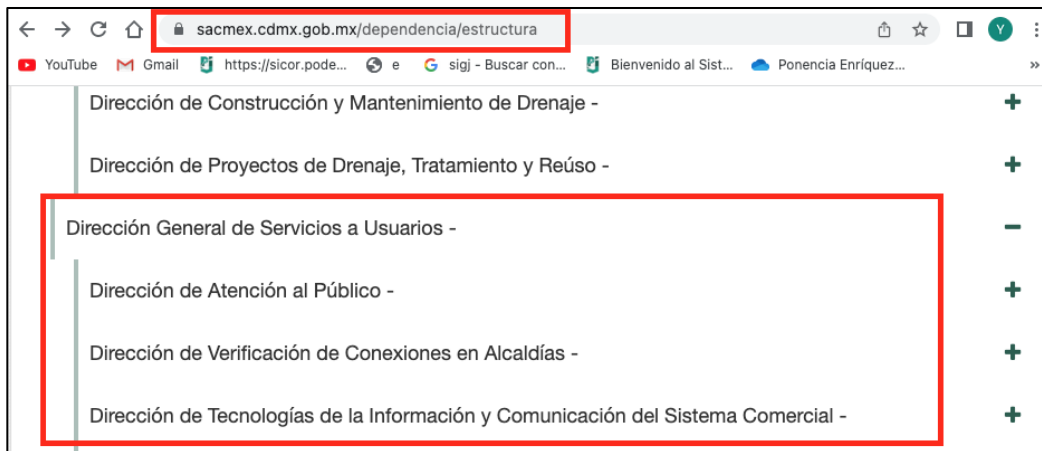 sacmex.cdmx.gob.mx/dependencia/estructura
Y
YouTube Gmail https://sicor.pode... e sigj - Buscar con... Bienvenido al Sist... Ponencia Enríquez... »
Dirección de Construcción y Mantenimiento de Drenaje -
Dirección de Proyectos de Drenaje, Tratamiento y Reúso -
Dirección General de Servicios a Usuarios -
Dirección de Atención al Público -
Dirección de Verificación de Conexiones en Alcaldías -
Dirección de Tecnologías de la Información y Comunicación del Sistema Comercial -